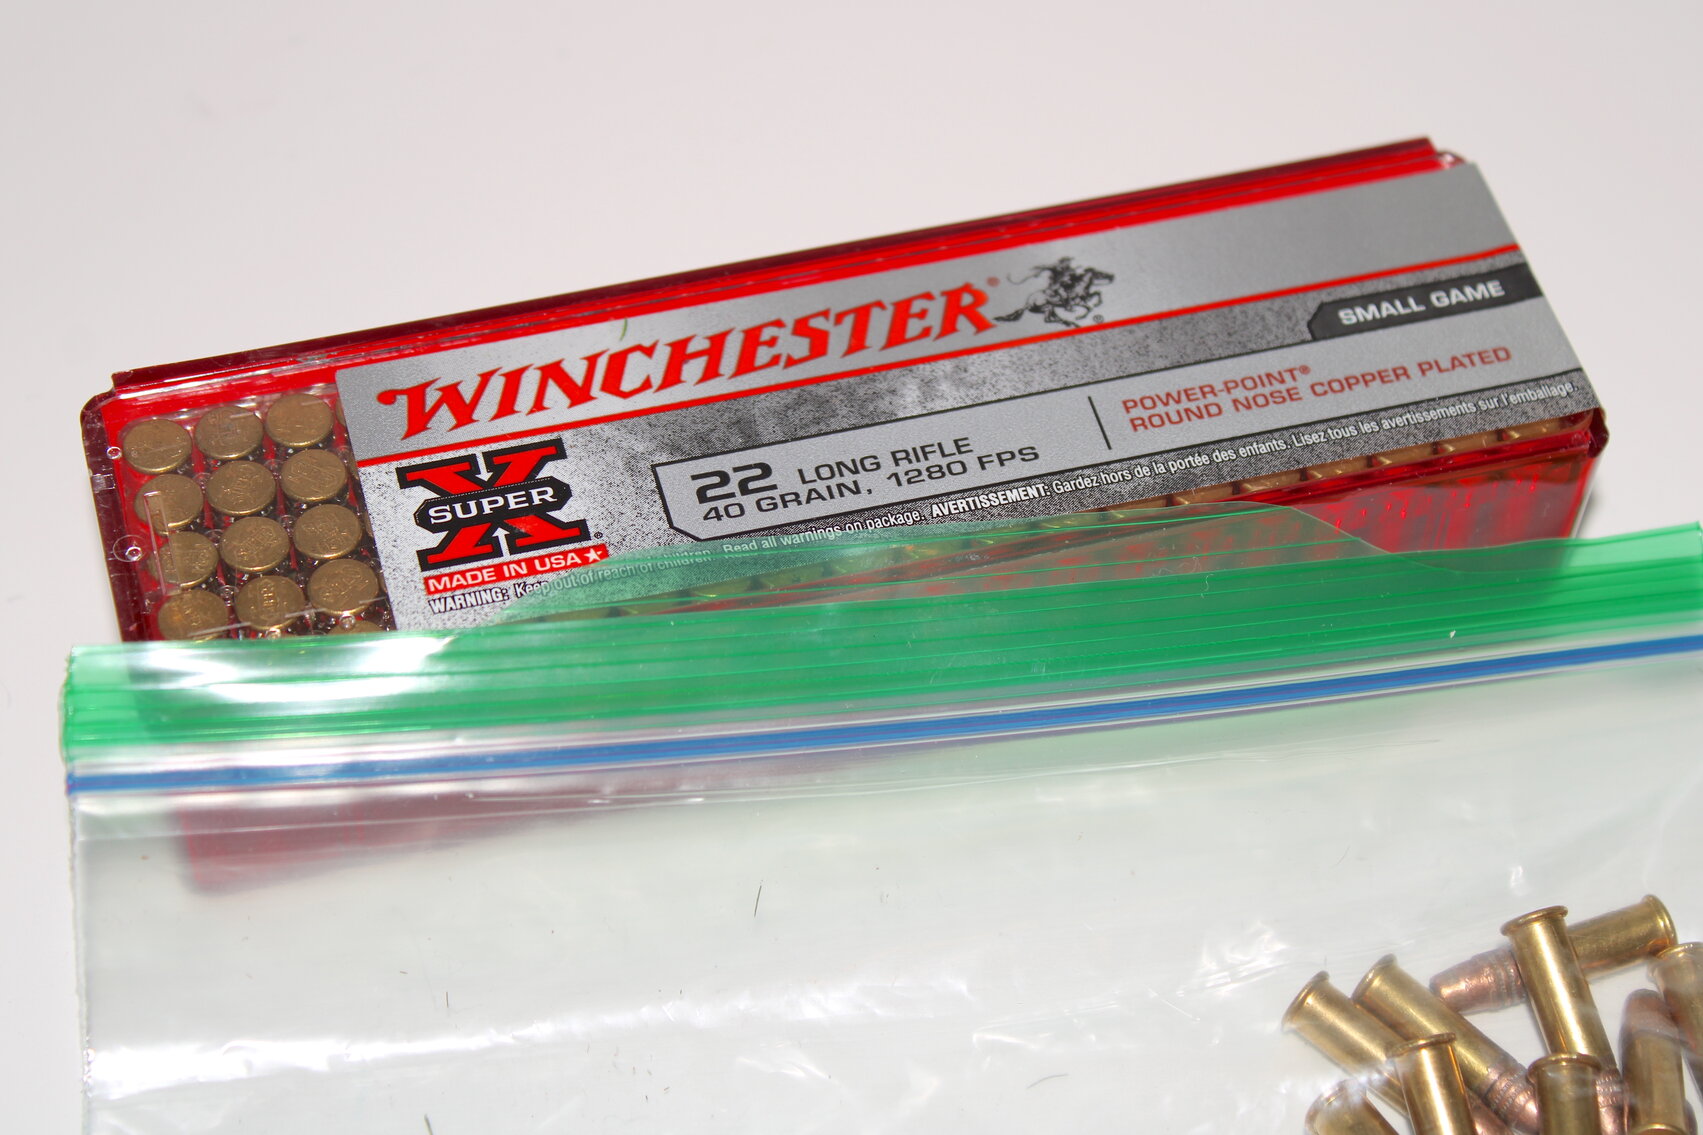 WINCHESTER®
SMALL GAME
SUPER X
MADE IN USA
22 LONG RIFLE
40 GRAIN, 1280 FPS
POWER-POINT®
ROUND NOSE COPPER PLATED
WARNING: Keep out of reach of children. Read all warnings on package. AVERTISSEMENT: Gardez hors de la portée des enfants. Lisez tous les avertissements sur l'emballage.